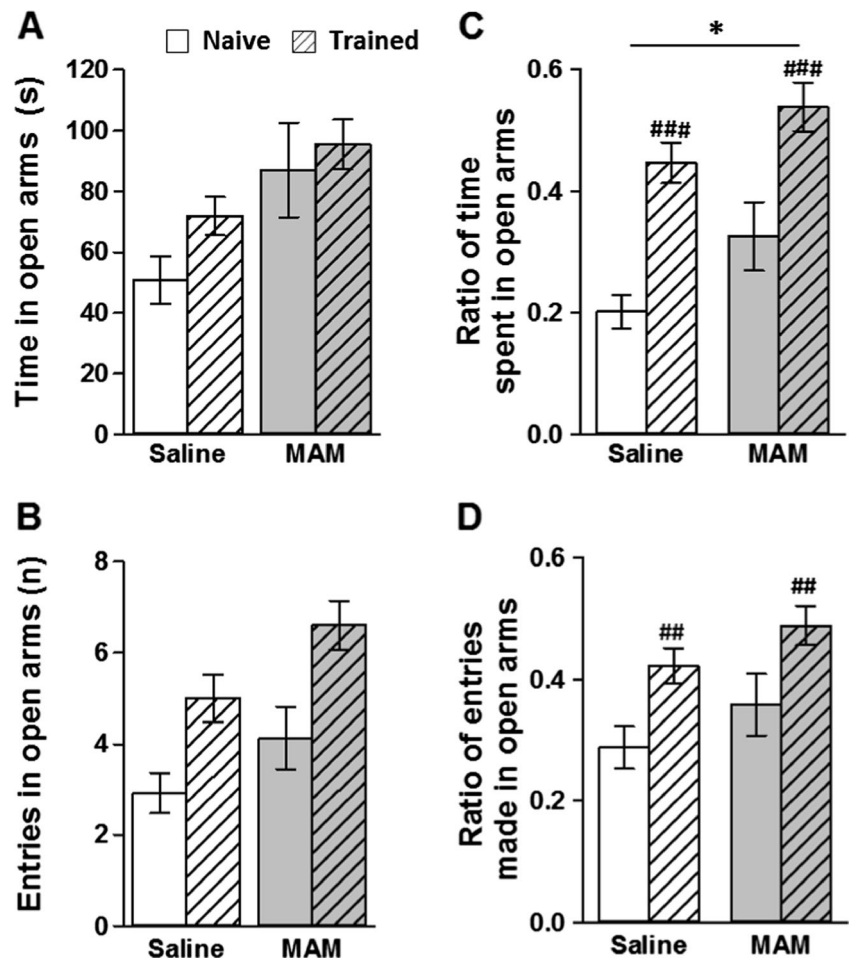 A
Naive Trained
Time in open arms (s)
120
100
80
60
40
20
0
Saline MAM
C
*
Ratio of time
spent in open arms
0.6
0.4
0.2
0.0
###
###
Saline MAM
B
Entries in open arms (n)
8
6
4
2
0
Saline MAM
D
Ratio of entries
made in open arms
0.6
0.4
0.2
0.0
##
##
Saline MAM